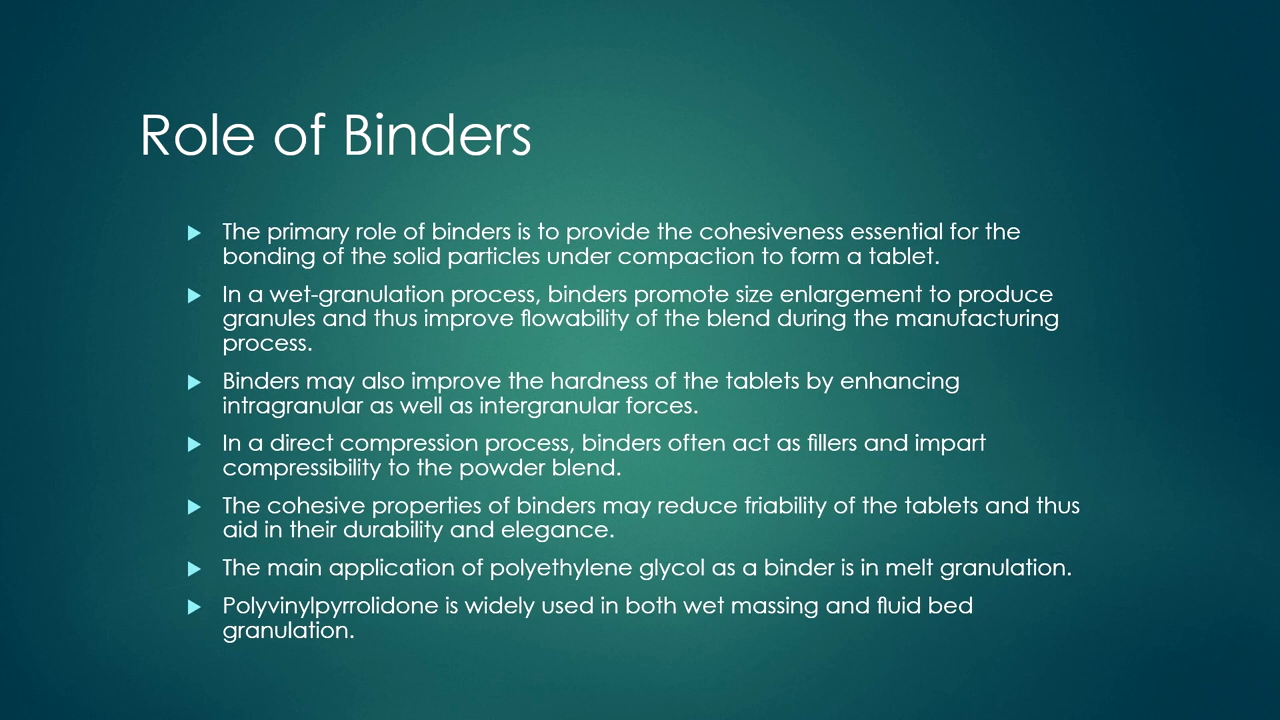 Role of Binders
The primary role of binders is to provide the cohesiveness essential for the
bonding of the solid particles under compaction to form a tablet.
In a wet-granulation process, binders promote size enlargement to produce
granules and thus improve flowability of the blend during the manufacturing
process.
Binders may also improve the hardness of the tablets by enhancing
intragranular as well as intergranular forces.
In a direct compression process, binders often act as fillers and impart
compressibility to the powder blend.
The cohesive properties of binders may reduce friability of the tablets and thus
aid in their durability and elegance.
The main application of polyethylene glycol as a binder is in melt granulation.
Polyvinylpyrrolidone is widely used in both wet massing and fluid bed
granulation.